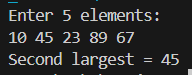 Enter 5 elements:
10 45 23 89 67
Second largest = 45